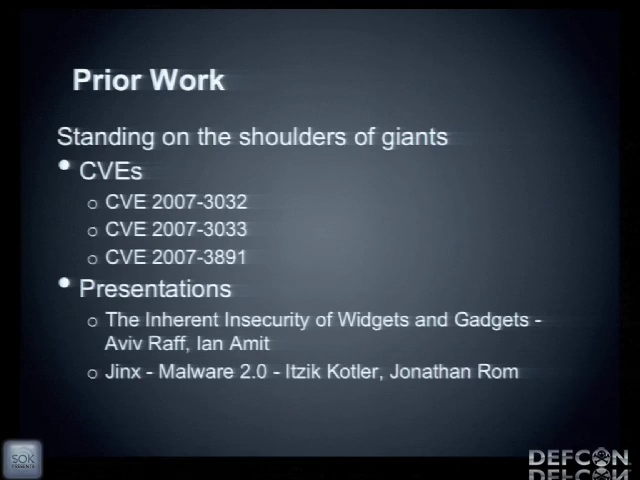 Prior Work
Standing on the shoulders of giants
• CVEs
o CVE 2007-3032
o CVE 2007-3033
o CVE 2007-3891
• Presentations
o The Inherent Insecurity of Widgets and Gadgets -
Aviv Raff, Ian Amit
o Jinx - Malware 2.0 - Itzik Kotler, Jonathan Rom
SOK
DEFCON